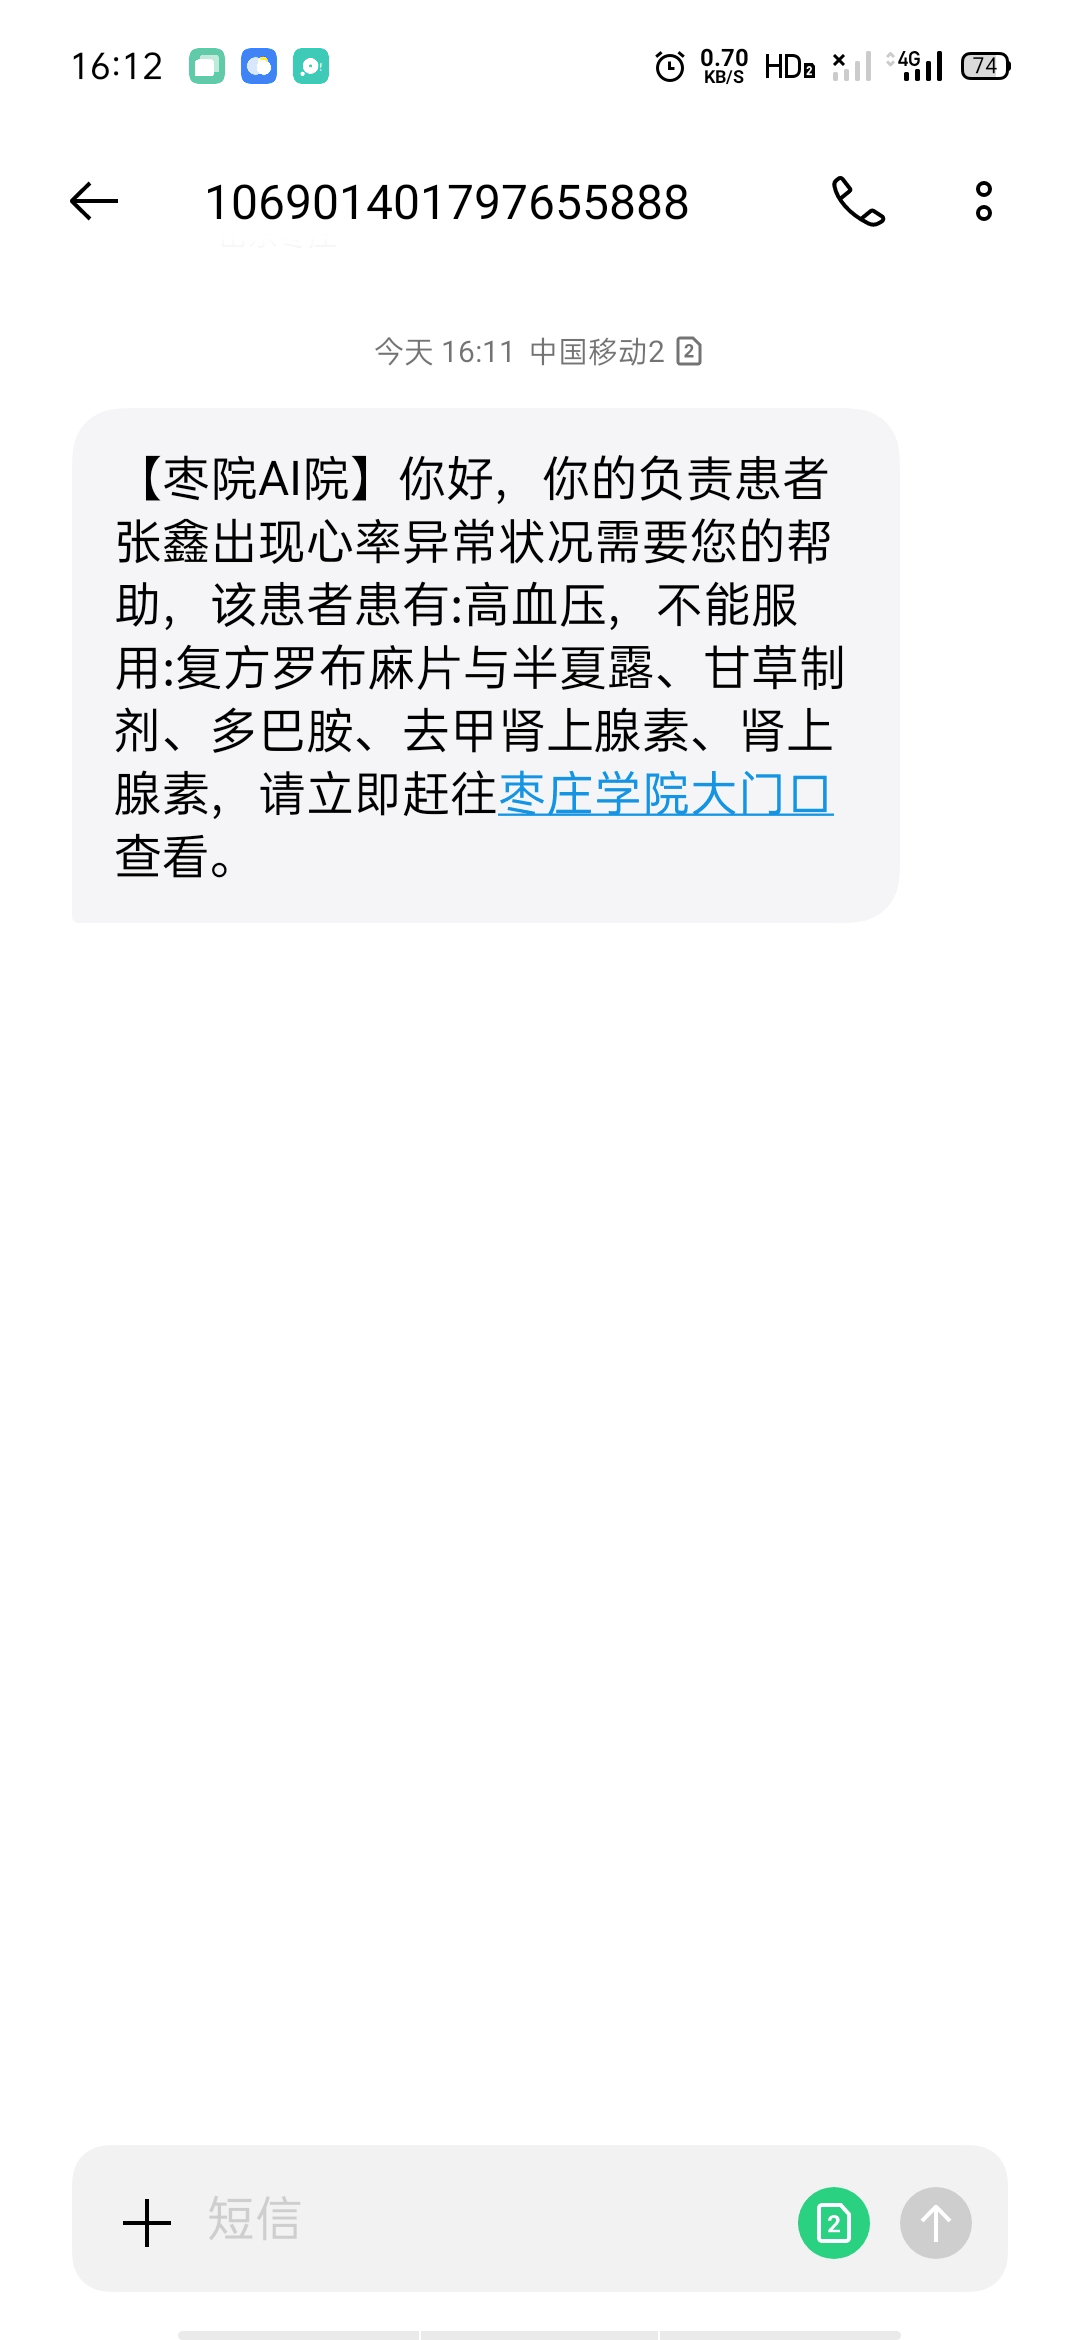 16:12
0.70
KB/S
HD2
4G
74
106901401797655888
今天 16:11 中国移动2 2
【枣院AI院】你好，你的负责患者
张鑫出现心率异常状况需要您的帮
助，该患者患有:高血压，不能服
用:复方罗布麻片与半夏露、甘草制
剂、多巴胺、去甲肾上腺素、肾上
腺素，请立即赶往枣庄学院大门口
查看。
短信
2